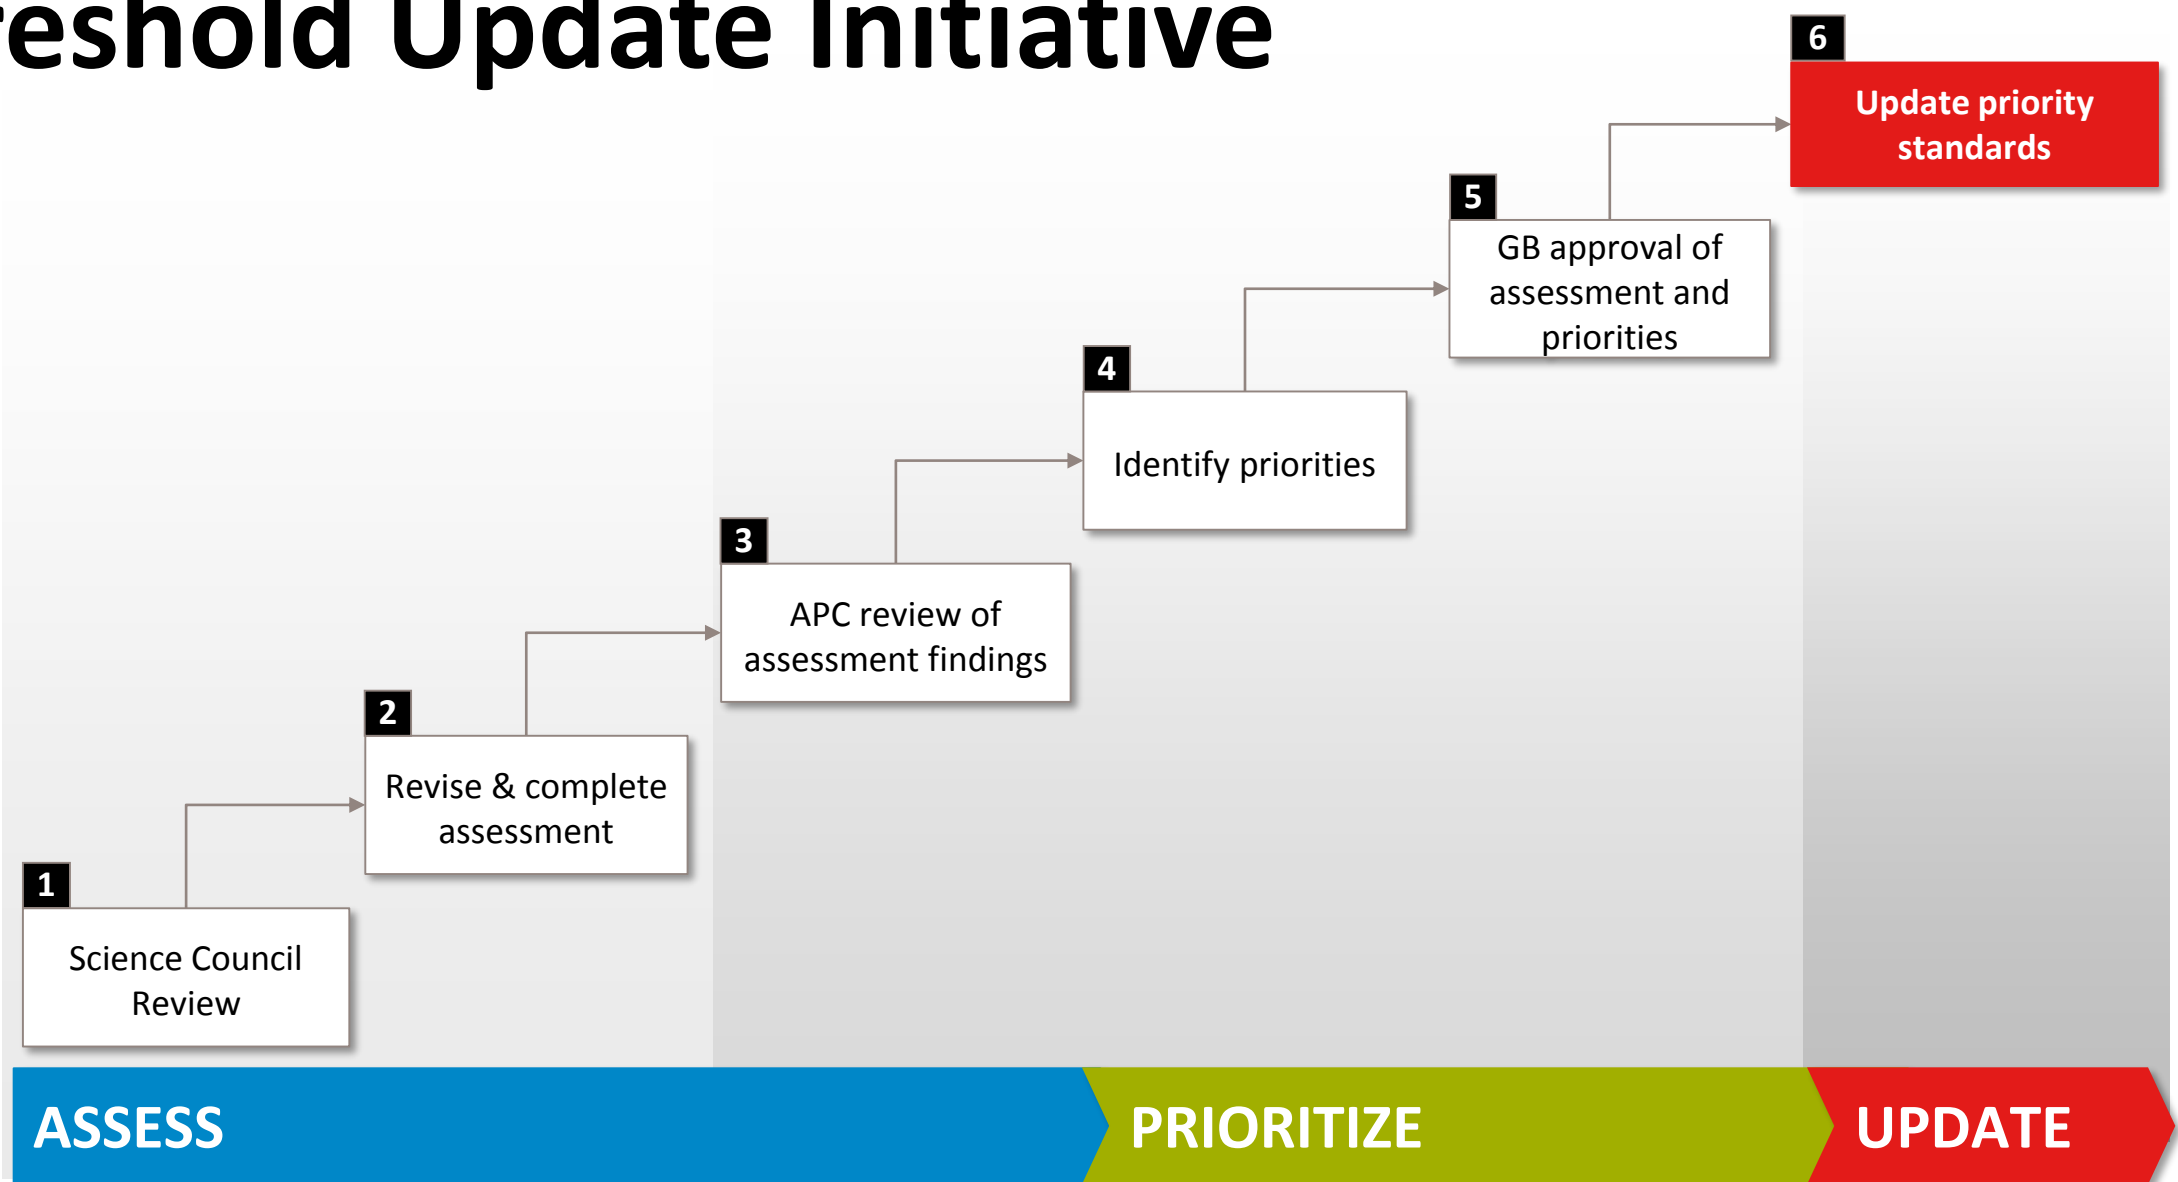 reshold Update Initiative
6
Update priority
standards
5
GB approval of
assessment and
priorities
4
Identify priorities
3
APC review of
assessment findings
2
Revise & complete
assessment
1
Science Council
Review
ASSESS
PRIORITIZE
UPDATE